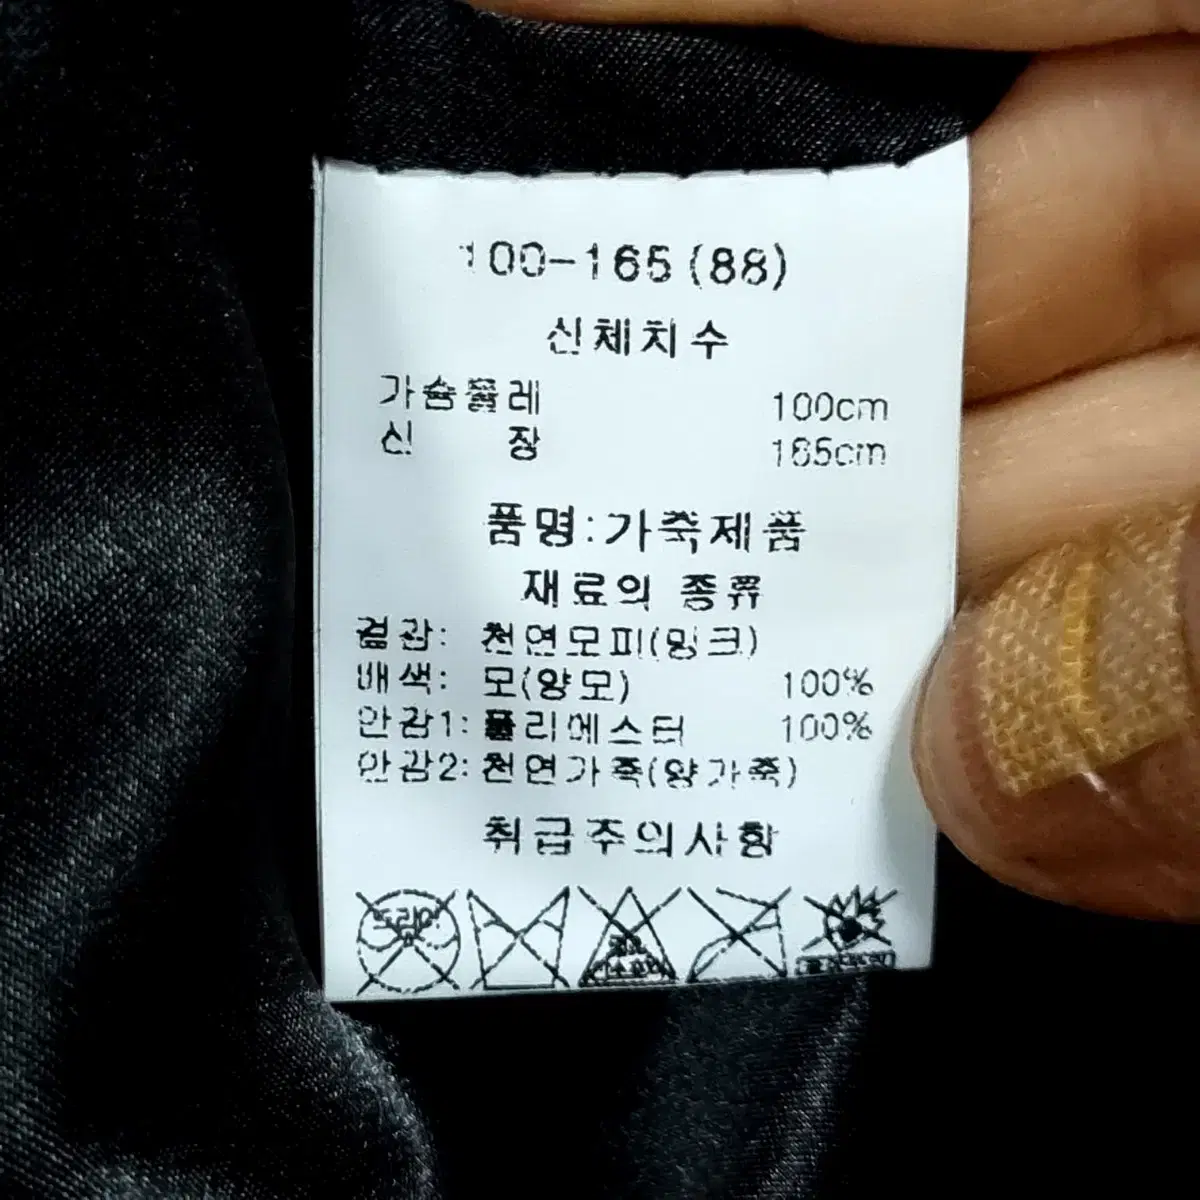 100-165(88)
신체치수
가슴둘레 100cm
신 장 165cm
품명:가죽제품
재료의 종류
겉감: 천연모피(밍크)
배색: 모(양모) 100%
안감1: 폴리에스터 100%
안감2: 천연가죽(양가죽)
취급주의사항
드라이